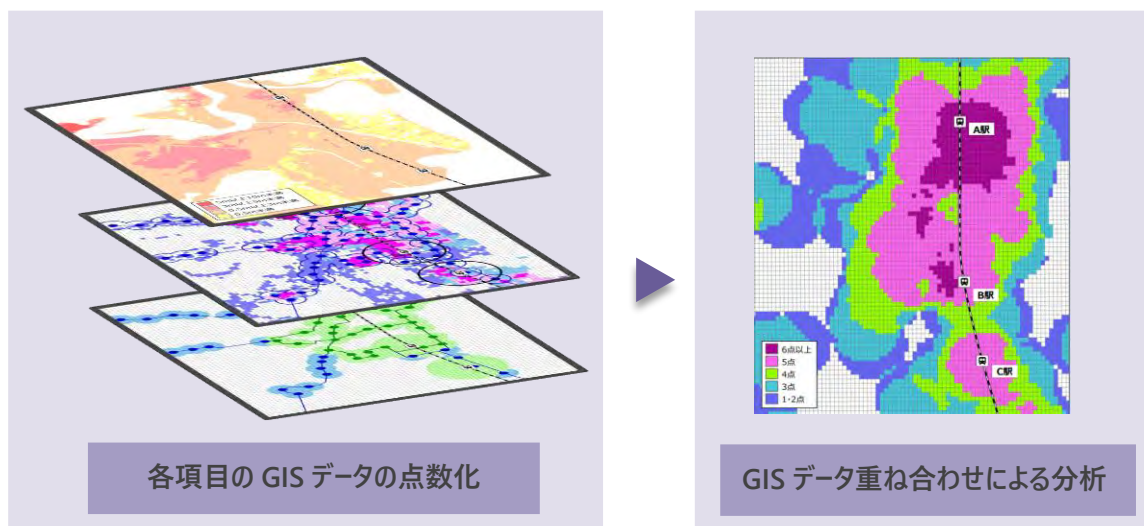 各項目の GIS データの点数化
A駅
B駅
C駅
6点以上
5点
4点
3点
1・2点
GIS データ重ね合わせによる分析